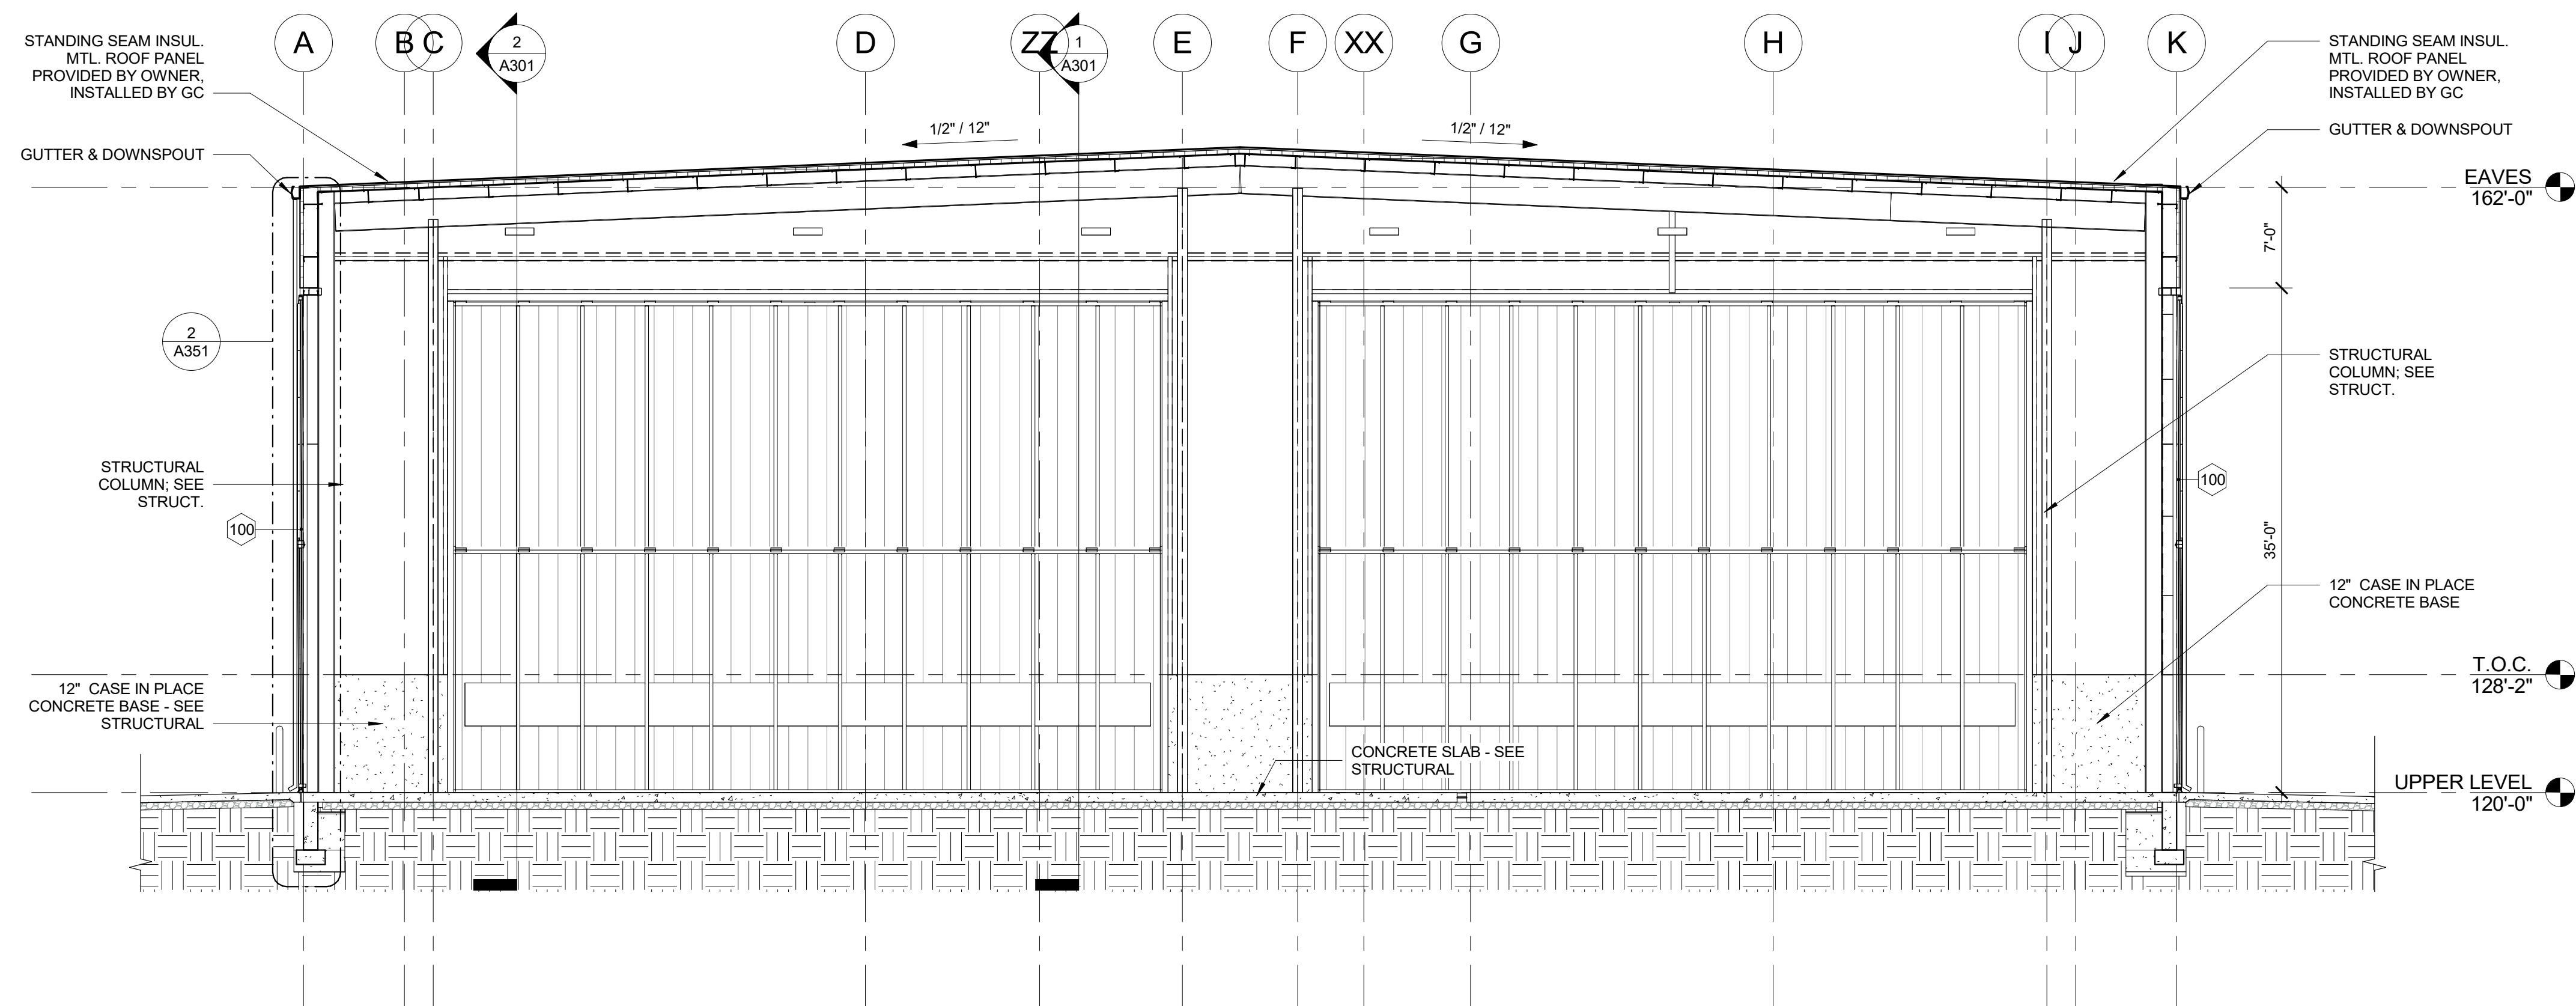 A
B
C
2
A301
D
ZZ
1
A301
E
F
XX
G
H
I
J
K
STANDING SEAM INSUL.
MTL. ROOF PANEL
PROVIDED BY OWNER,
INSTALLED BY GC
GUTTER & DOWNSPOUT
1/2" / 12"
1/2" / 12"
STANDING SEAM INSUL.
MTL. ROOF PANEL
PROVIDED BY OWNER,
INSTALLED BY GC
GUTTER & DOWNSPOUT
EAVES
162'-0"
7'-0"
2
A351
STRUCTURAL
COLUMN; SEE
STRUCT.
STRUCTURAL
COLUMN; SEE
STRUCT.
100
100
35'-0"
12"  CASE IN PLACE
CONCRETE BASE
T.O.C.
128'-2"
12"  CASE IN PLACE
CONCRETE BASE - SEE
STRUCTURAL
CONCRETE SLAB - SEE
STRUCTURAL
UPPER LEVEL
120'-0"